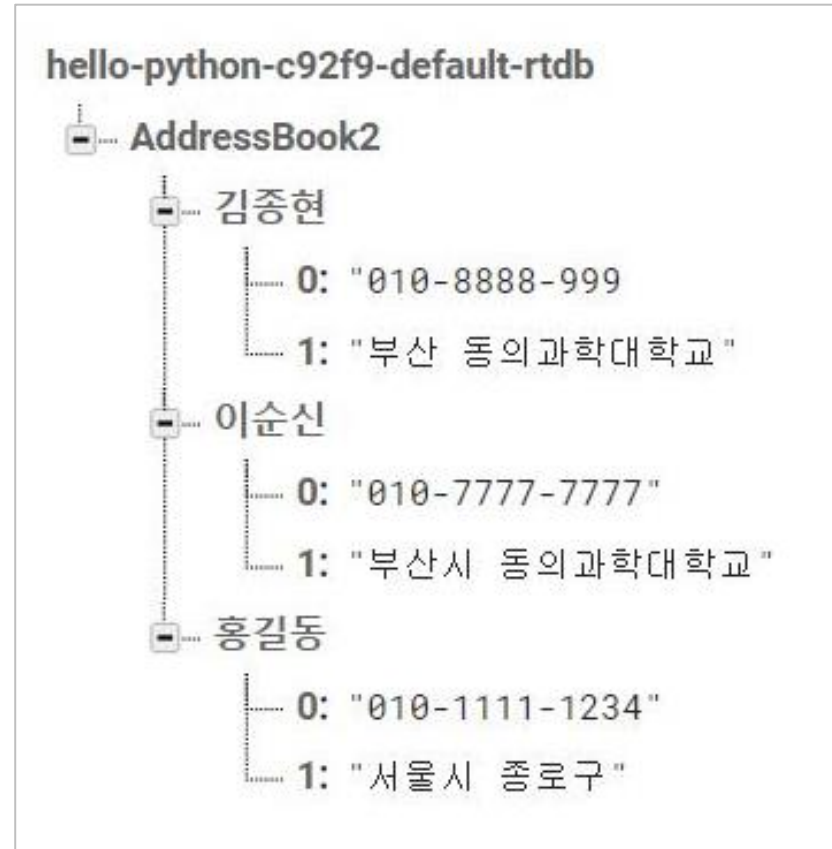 hello-python-c92f9-default-rtdb
AddressBook2
김종현
0: "010-8888-999
1: "부산 동의과학대학교"
이순신
0: "010-7777-7777"
1: "부산시 동의과학대학교"
홍길동
0: "010-1111-1234"
1: "서울시 종로구"